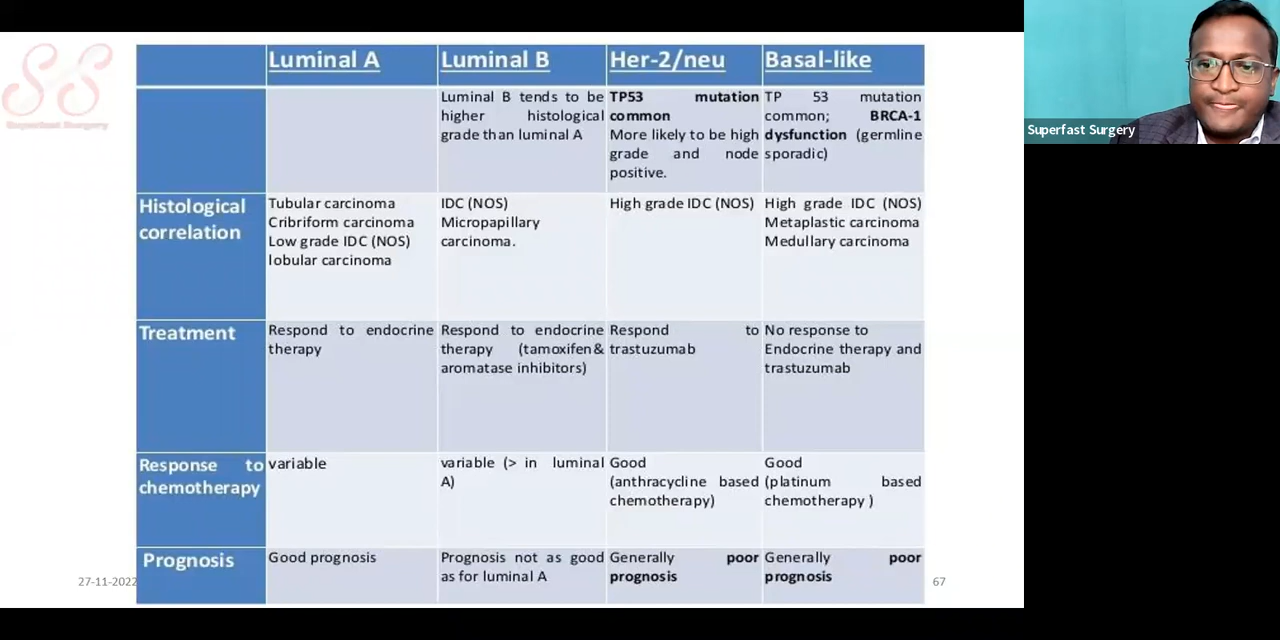 Superfast Surgery
Luminal A
Luminal B
Her-2/neu
Basal-like
Luminal B tends to be
higher histological
grade than luminal A
TP53 mutation
common
More likely to be high
grade and node
positive.
TP 53 mutation
common; BRCA-1
dysfunction (germline
sporadic)
Histological
correlation
Tubular carcinoma
Cribriform carcinoma
Low grade IDC (NOS)
lobular carcinoma
IDC (NOS)
Micropapillary
carcinoma.
High grade IDC (NOS)
High grade IDC (NOS)
Metaplastic carcinoma
Medullary carcinoma
Treatment
Respond to endocrine
therapy
Respond to endocrine
therapy (tamoxifen&
aromatase inhibitors)
Respond to
trastuzumab
No response to
Endocrine therapy and
trastuzumab
Response to
chemotherapy
variable
variable (> in luminal
A)
Good
(anthracycline based
chemotherapy)
Good
(platinum based
chemotherapy )
Prognosis
Good prognosis
Prognosis not as good
as for luminal A
Generally poor
prognosis
Generally poor
prognosis
27-11-2022
67
Superfast Surgery